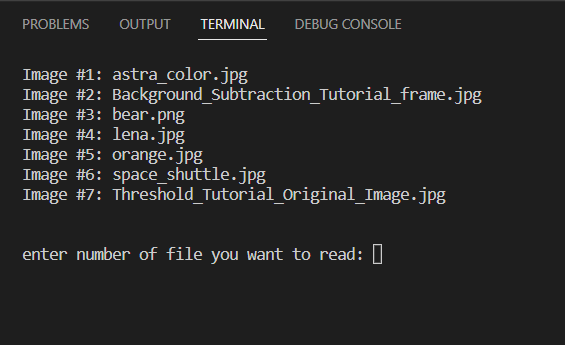 PROBLEMS OUTPUT TERMINAL DEBUG CONSOLE
Image #1: astra_color.jpg
Image #2: Background_Subtraction_Tutorial_frame.jpg
Image #3: bear.png
Image #4: lena.jpg
Image #5: orange.jpg
Image #6: space_shuttle.jpg
Image #7: Threshold_Tutorial_Original_Image.jpg
enter number of file you want to read: